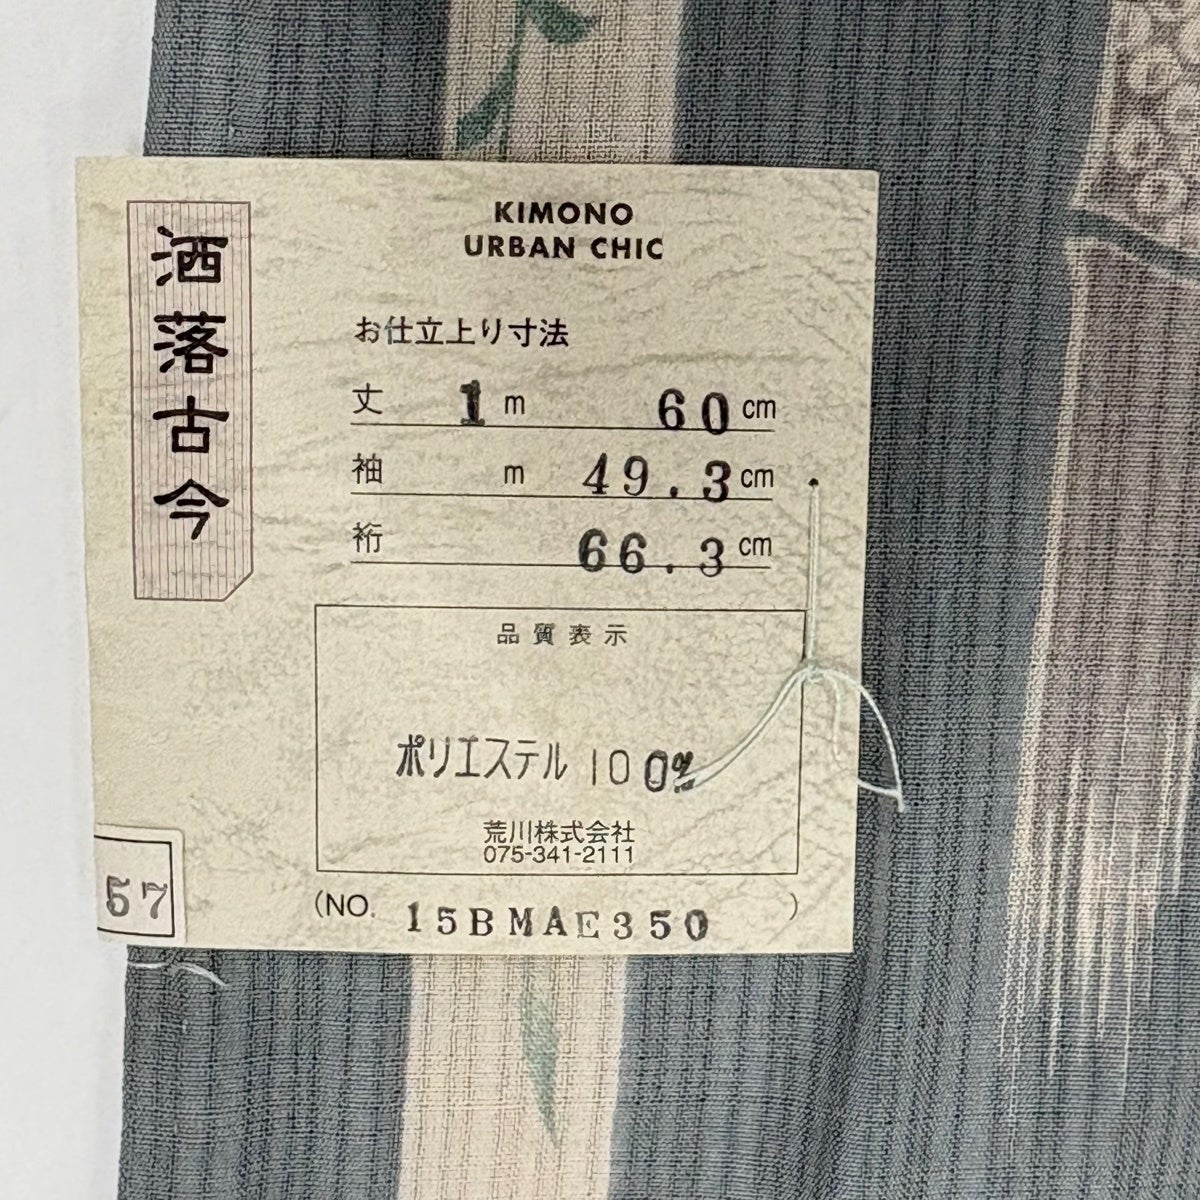 洒落古今
KIMONO
URBAN CHIC
お仕立上り寸法
丈 1 m 60 cm
袖 m 49.3 cm
裄 66.3 cm
品質表示
ポリエステル 100%
荒川株式会社
075-341-2111
(NO. 15BMAE350 )
57